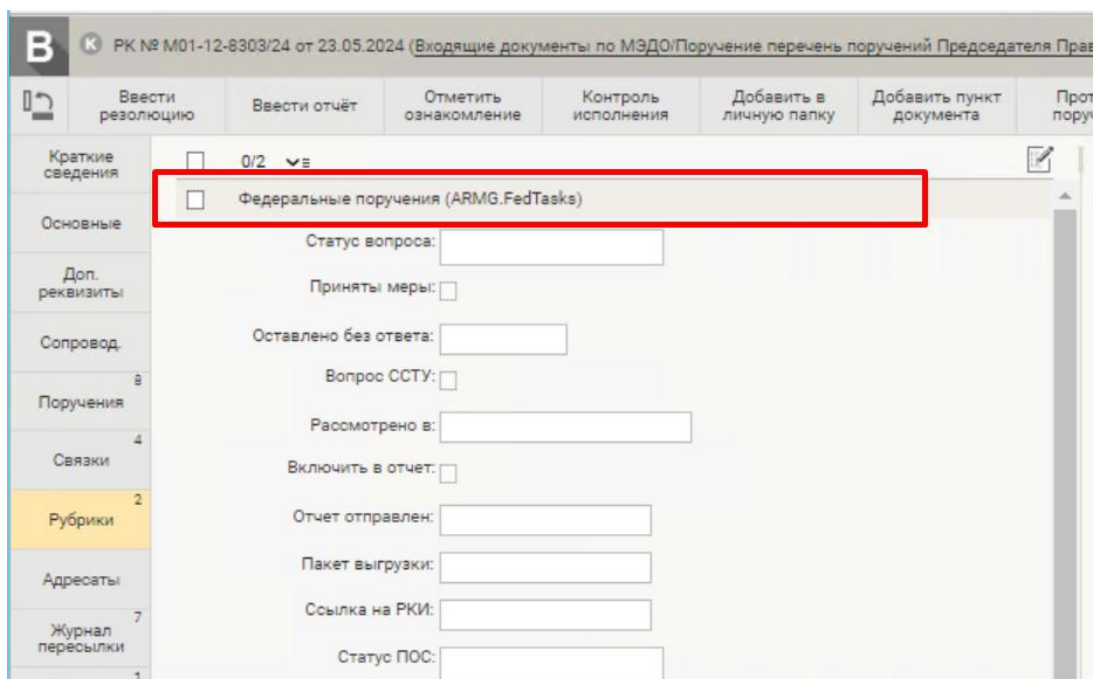 B
K РК № М01-12-8303/24 от 23.05.2024 (Входящие документы по МЭДО/Поручение перечень поручений Председателя Прав
Ввести резолюцию
Ввести отчёт
Отметить ознакомление
Контроль исполнения
Добавить в личную папку
Добавить пункт документа
Прот
поруч
Краткие сведения
0/2
Федеральные поручения (ARMG.FedTasks)
Основные
Статус вопроса:
Доп. реквизиты
Приняты меры:
Сопровод.
Оставлено без ответа:
Вопрос ССТУ:
8
Поручения
Рассмотрено в:
4
Связки
Включить в отчет:
2
Рубрики
Отчет отправлен:
Пакет выгрузки:
Адресаты
Ссылка на РКИ:
7
Журнал пересылки
Статус ПОС:
1